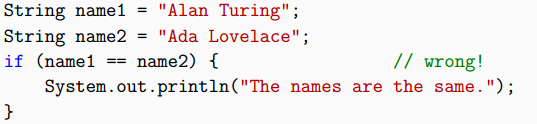 String name1 = "Alan Turing";
String name2 = "Ada Lovelace";
if (name1 == name2) {                 // wrong!
    System.out.println("The names are the same.");
}